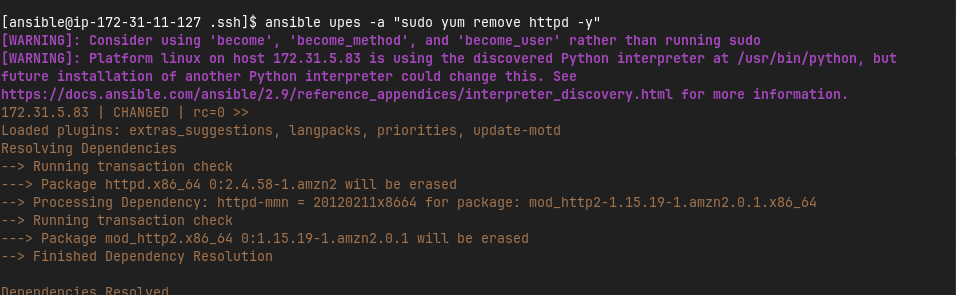 [ansible@ip-172-31-11-127 .ssh]$ ansible upes -a "sudo yum remove httpd -y"
[WARNING]: Consider using 'become', 'become_method', and 'become_user' rather than running sudo
[WARNING]: Platform linux on host 172.31.5.83 is using the discovered Python interpreter at /usr/bin/python, but
future installation of another Python interpreter could change this. See
https://docs.ansible.com/ansible/2.9/reference_appendices/interpreter_discovery.html for more information.
172.31.5.83 | CHANGED | rc=0 >>
Loaded plugins: extras_suggestions, langpacks, priorities, update-motd
Resolving Dependencies
--> Running transaction check
---> Package httpd.x86_64 0:2.4.58-1.amzn2 will be erased
--> Processing Dependency: httpd-mmn = 20120211x8664 for package: mod_http2-1.15.19-1.amzn2.0.1.x86_64
--> Running transaction check
---> Package mod_http2.x86_64 0:1.15.19-1.amzn2.0.1 will be erased
--> Finished Dependency Resolution
Dependencies Resolved